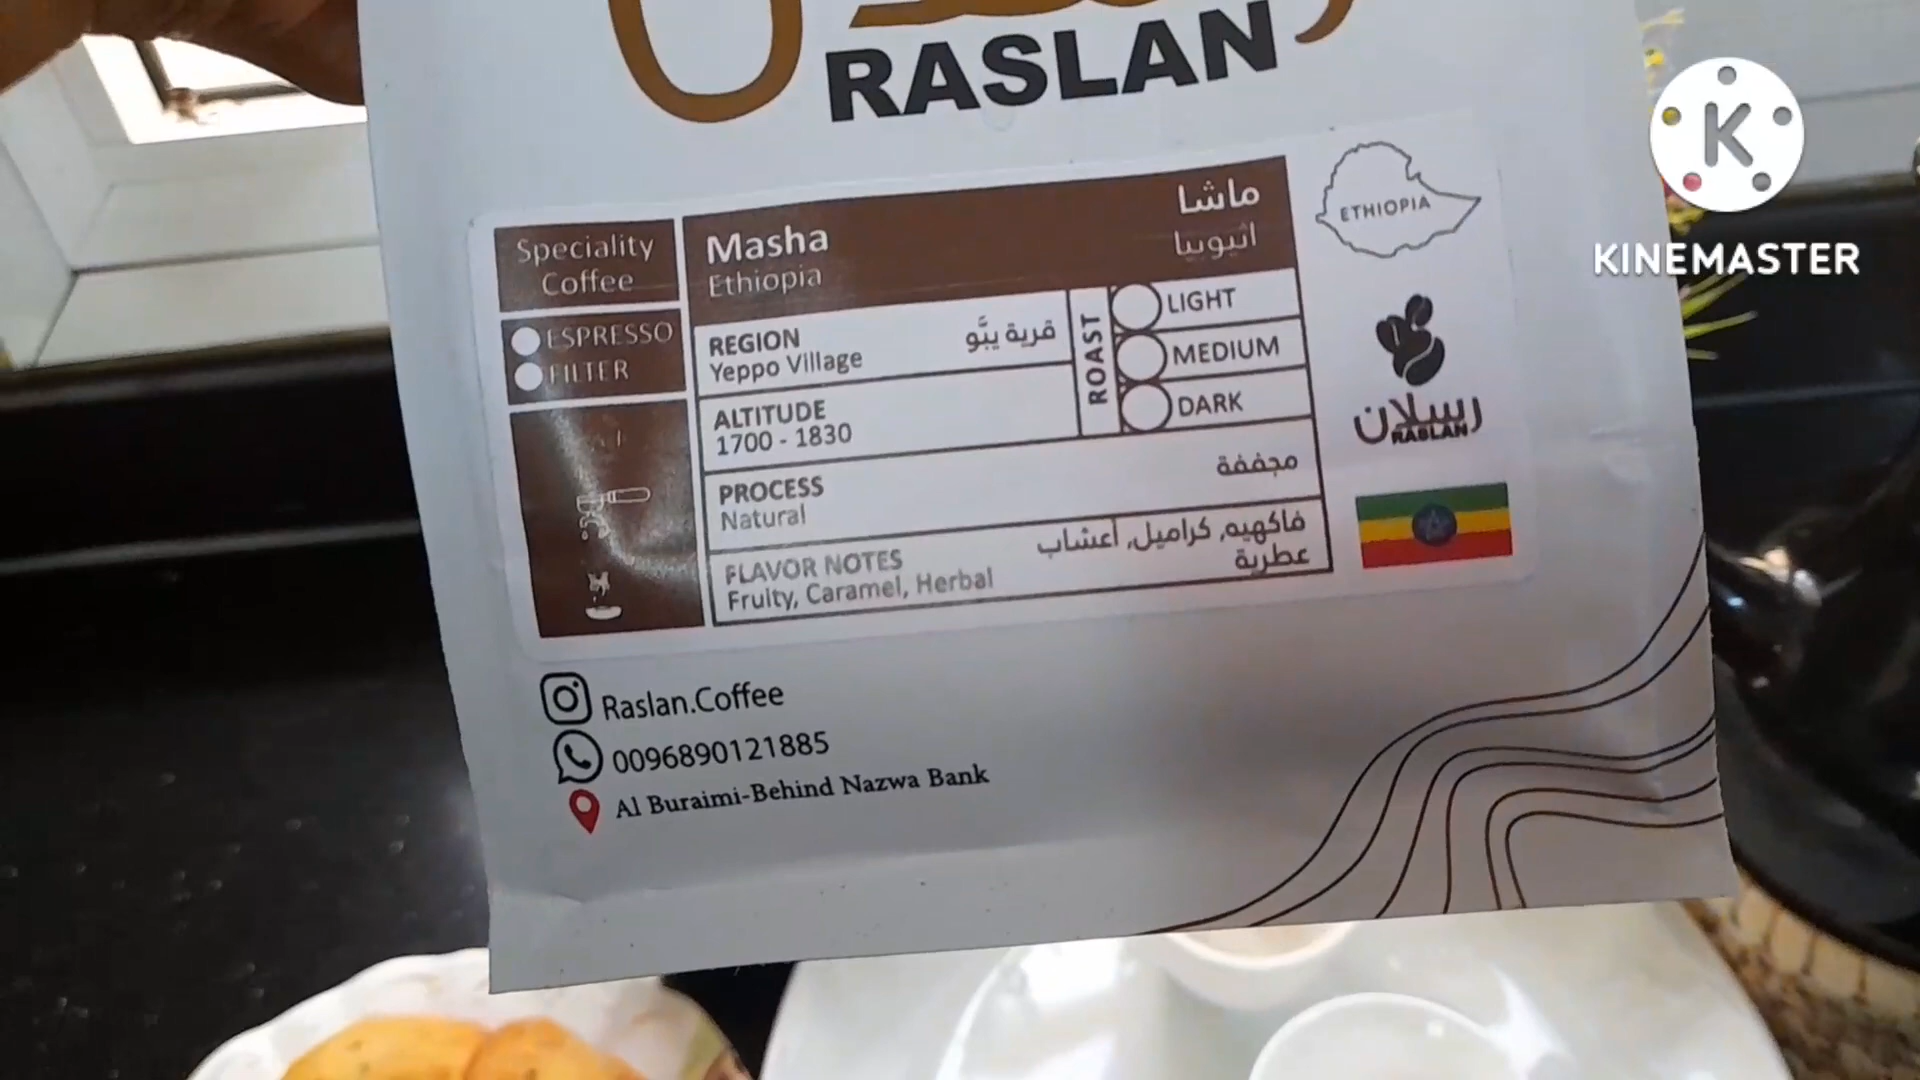 RASLAN
Speciality
Coffee
ESPRESSO
FILTER
Masha
Ethiopia
ماشا
اثيوبيا
REGION
Yeppo Village
قرية يبّو
ALTITUDE
1700 - 1830
ROAST
LIGHT
MEDIUM
DARK
PROCESS
Natural
مجففة
FLAVOR NOTES
Fruity, Caramel, Herbal
فاكهيه, كراميل, أعشاب
عطرية
ETHIOPIA
رسلان
RASLAN
Raslan.Coffee
0096890121885
Al Buraimi-Behind Nazwa Bank
K
KINEMASTER